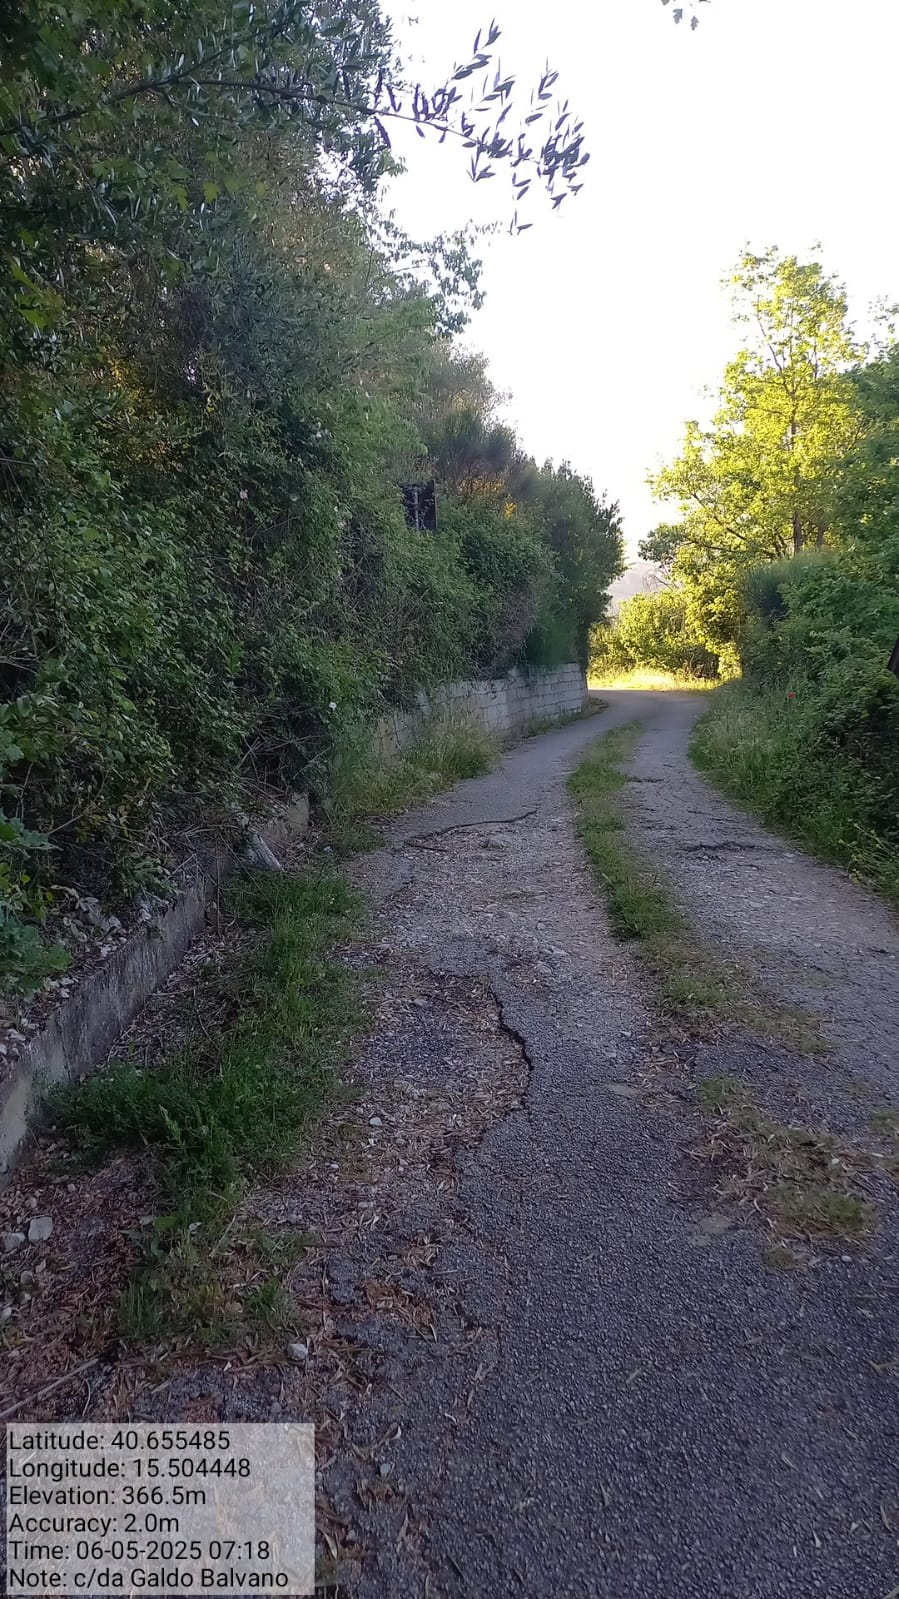 Latitude: 40.655485
Longitude: 15.504448
Elevation: 366.5m
Accuracy: 2.0m
Time: 06-05-2025 07:18
Note: c/da Galdo Balvano